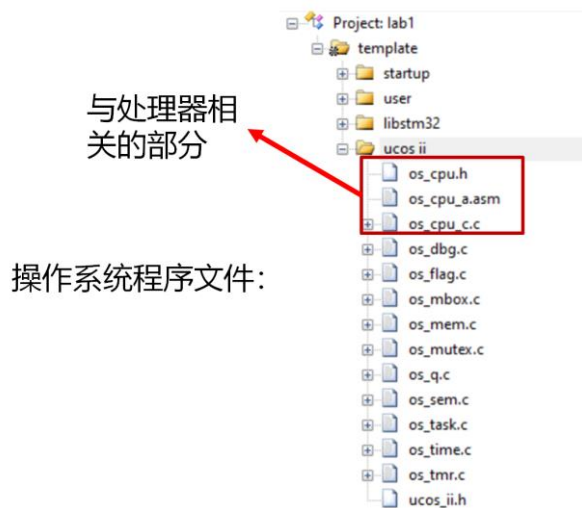 Project: lab1
template
startup
user
libstm32
ucos ii
os_cpu.h
os_cpu_a.asm
os_cpu_c.c
os_dbg.c
os_flag.c
os_mbox.c
os_mem.c
os_mutex.c
os_q.c
os_sem.c
os_task.c
os_time.c
os_tmr.c
ucos_ii.h
与处理器相
关的部分
操作系统程序文件：